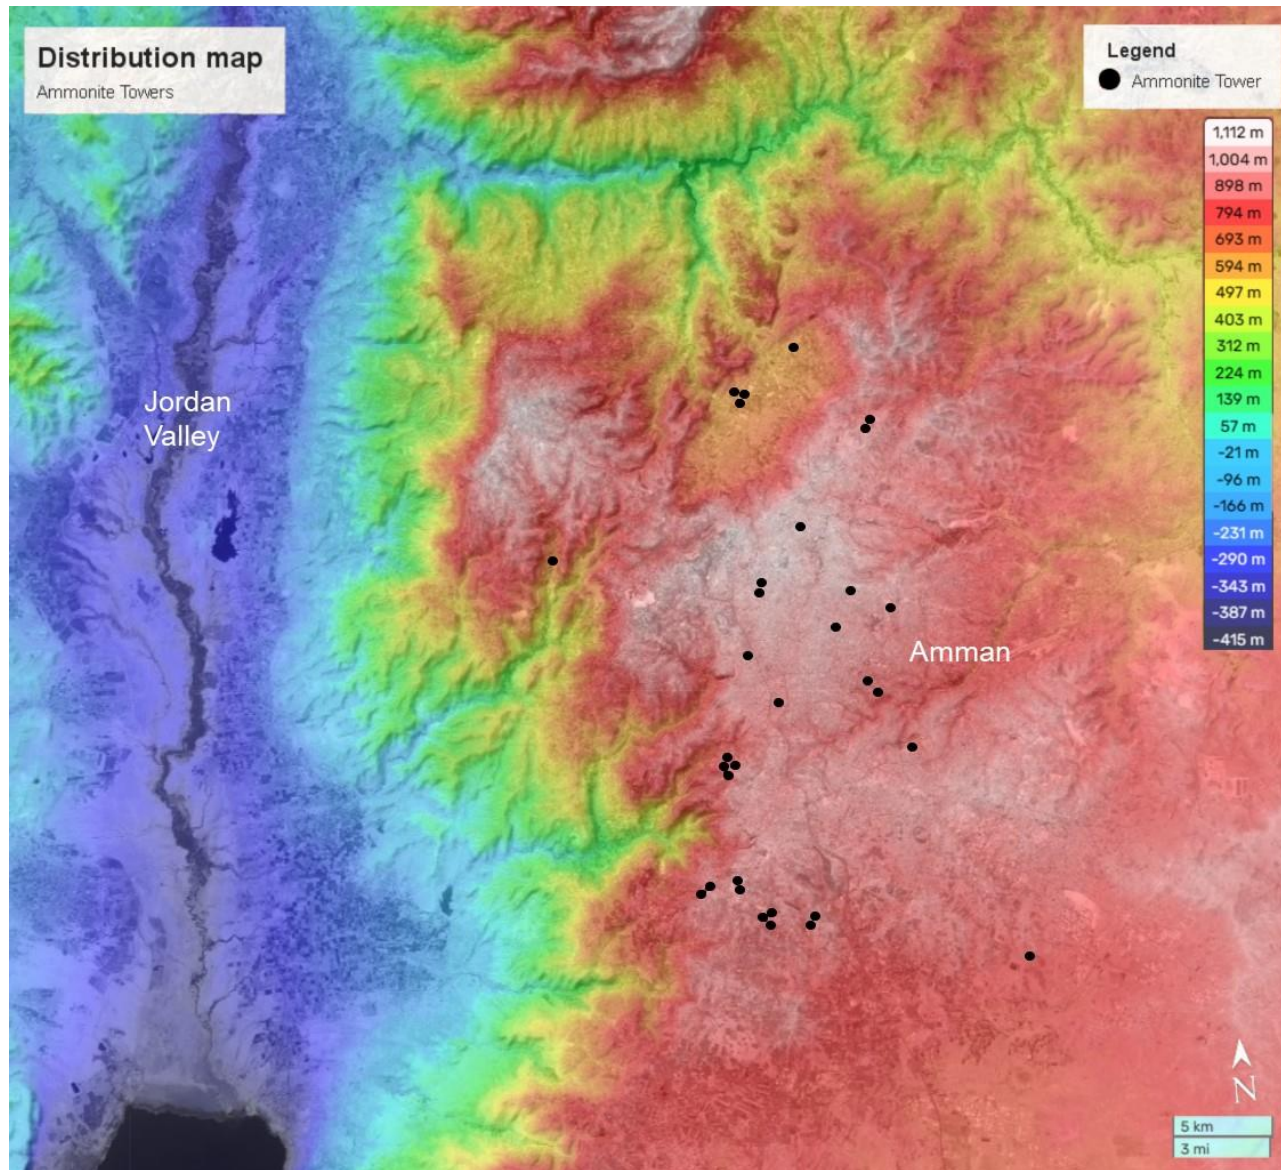 Distribution map
Ammonite Towers
Legend
Ammonite Tower
1,112 m
1,004 m
898 m
794 m
693 m
594 m
497 m
403 m
312 m
224 m
139 m
57 m
-21 m
-96 m
-166 m
-231 m
-290 m
-343 m
-387 m
-415 m
Jordan
Valley
Amman
N
5 km
3 mi